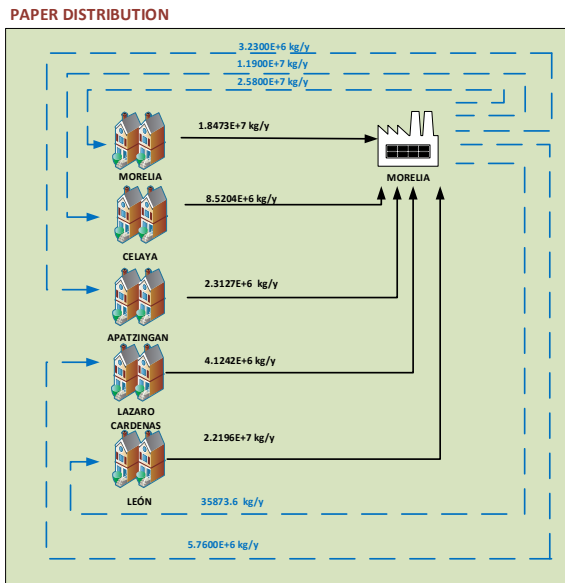 PAPER DISTRIBUTION
3.2300E+6 kg/y
1.1900E+7 kg/y
2.5800E+7 kg/y
1.8473E+7 kg/y
MORELIA
MORELIA
8.5204E+6 kg/y
CELAYA
2.3127E+6 kg/y
APATZINGAN
4.1242E+6 kg/y
LAZARO
CARDENAS
2.2196E+7 kg/y
LEÓN
35873.6 kg/y
5.7600E+6 kg/y